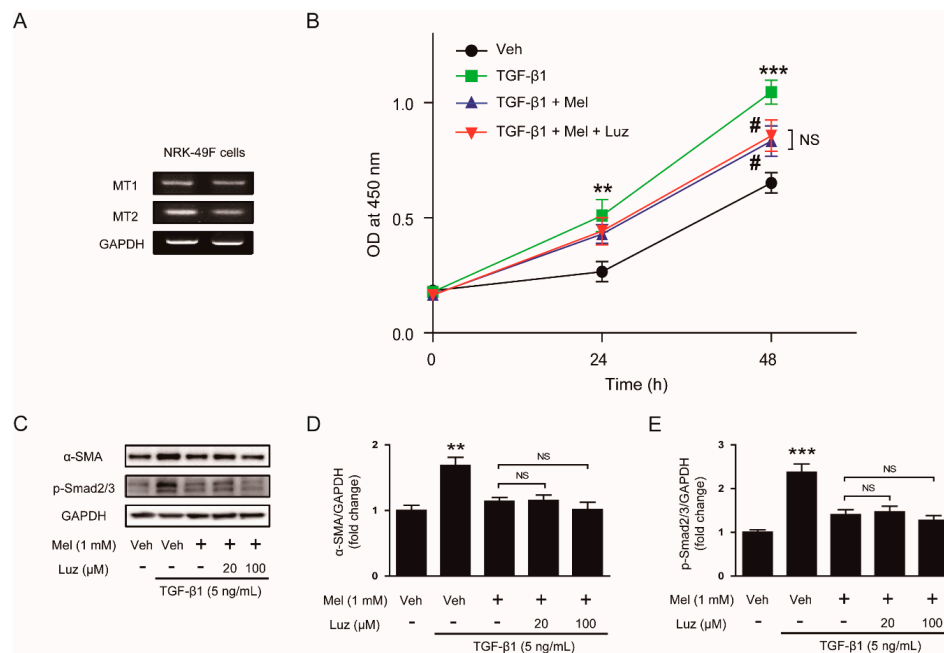 A
NRK-49F cells
MT1
MT2
GAPDH
B
Veh
TGF-β1
TGF-β1 + Mel
TGF-β1 + Mel + Luz
OD at 450 nm
1.0
0.5
0.0
**
***
#
#
NS
0 24 48
Time (h)
C
α-SMA
p-Smad2/3
GAPDH
Mel (1 mM) Veh Veh + + +
Luz (μM) - - - 20 100
TGF-β1 (5 ng/mL)
D
α-SMA/GAPDH
(fold change)
2
1
0
**
NS
NS
Mel (1 mM) Veh Veh + + +
Luz (μM) - - - 20 100
TGF-β1 (5 ng/mL)
E
p-Smad2/3/GAPDH
(fold change)
3
2
1
0
***
NS
NS
Mel (1 mM) Veh Veh + + +
Luz (μM) - - - 20 100
TGF-β1 (5 ng/mL)